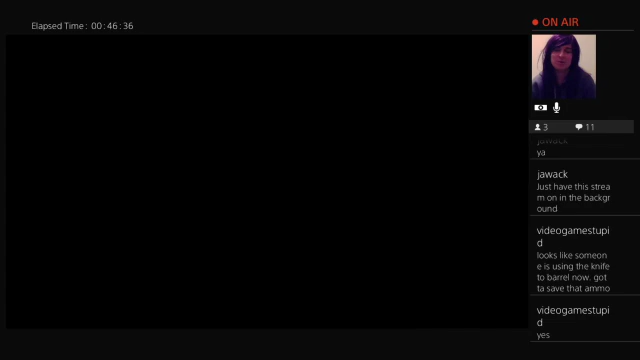 Elapsed Time : 00 : 46 : 36
ON AIR
3
11
jawack
ya
jawack
Just have this strea
m on in the backgr
ound
videogamestupi
d
looks like someon
e is using the knife
to barrel now. got
ta save that ammo
videogamestupi
d
yes